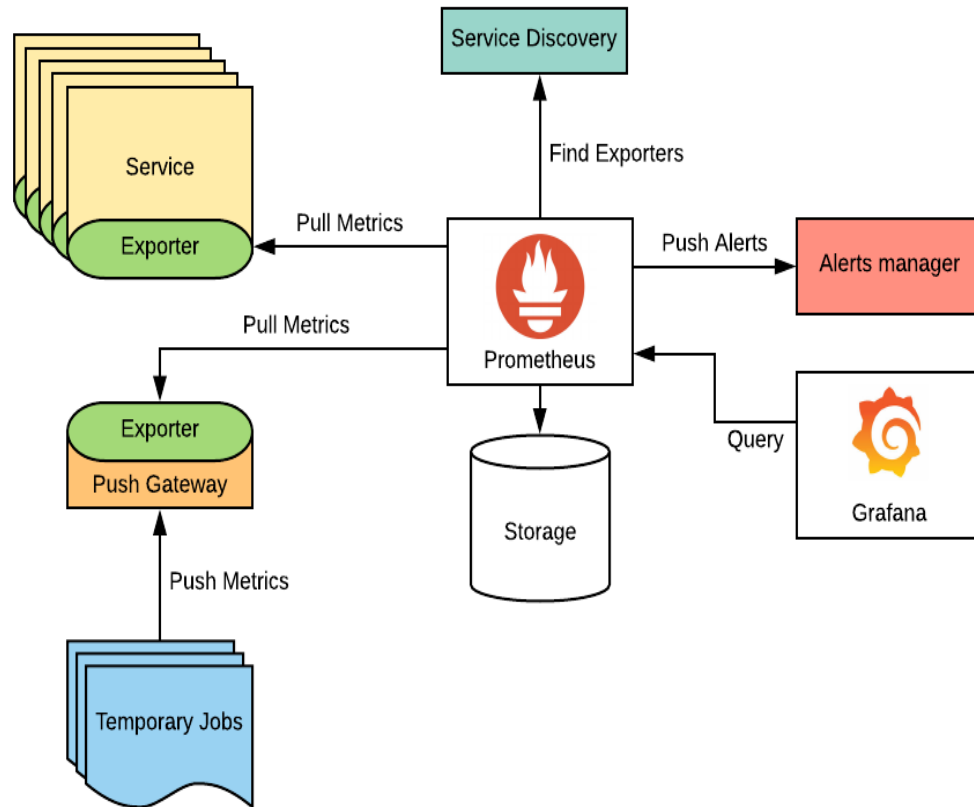 Service Discovery
Service
Find Exporters
Exporter
Pull Metrics
Push Alerts
Alerts manager
Pull Metrics
Prometheus
Exporter
Push Gateway
Query
Grafana
Storage
Push Metrics
Temporary Jobs